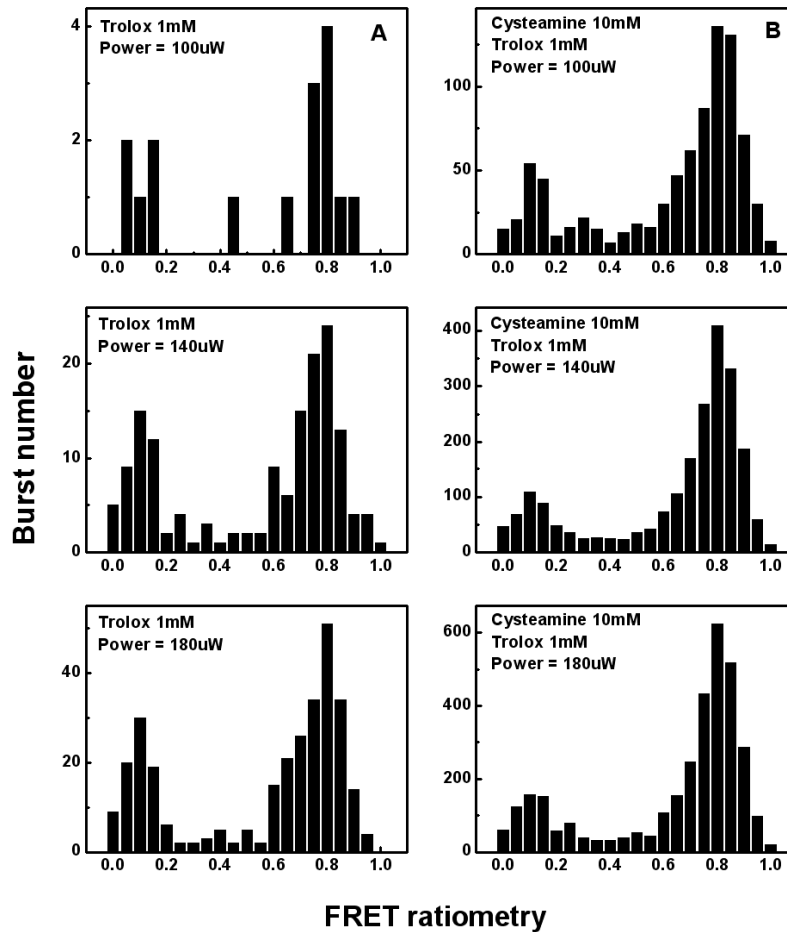 Trolox 1mM
Power = 100uW
A
4
2
0
0.0 0.2 0.4 0.6 0.8 1.0
Cysteamine 10mM
Trolox 1mM
Power = 100uW
B
100
50
0
0.0 0.2 0.4 0.6 0.8 1.0
Trolox 1mM
Power = 140uW
20
10
0
0.0 0.2 0.4 0.6 0.8 1.0
Cysteamine 10mM
Trolox 1mM
Power = 140uW
400
300
200
100
0
0.0 0.2 0.4 0.6 0.8 1.0
Trolox 1mM
Power = 180uW
40
20
0
0.0 0.2 0.4 0.6 0.8 1.0
Cysteamine 10mM
Trolox 1mM
Power = 180uW
600
400
200
0
0.0 0.2 0.4 0.6 0.8 1.0
Burst number
FRET ratiometry